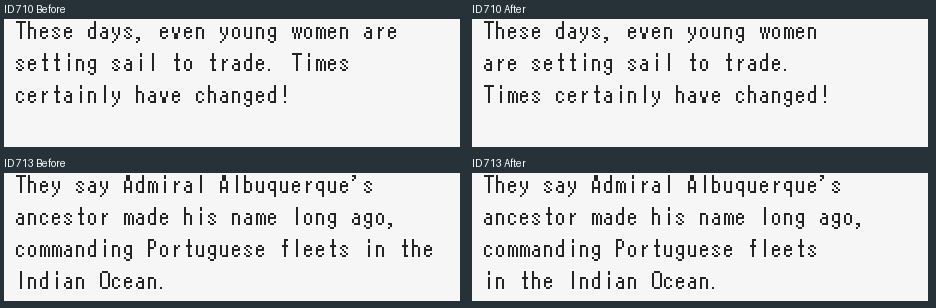 ID710 Before
These days, even young women are
setting sail to trade. Times
certainly have changed!
ID710 After
These days, even young women
are setting sail to trade.
Times certainly have changed!
ID713 Before
They say Admiral Albuquerque's
ancestor made his name long ago,
commanding Portuguese fleets in the
Indian Ocean.
ID713 After
They say Admiral Albuquerque's
ancestor made his name long ago,
commanding Portuguese fleets
in the Indian Ocean.